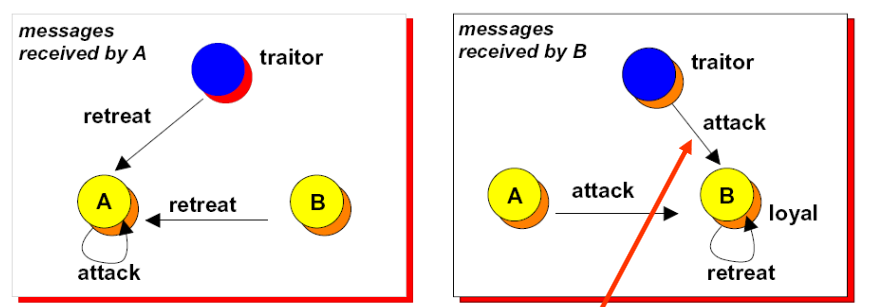 messages
received by A
traitor
retreat
A
retreat
B
attack
messages
received by B
traitor
attack
A
attack
B
loyal
retreat